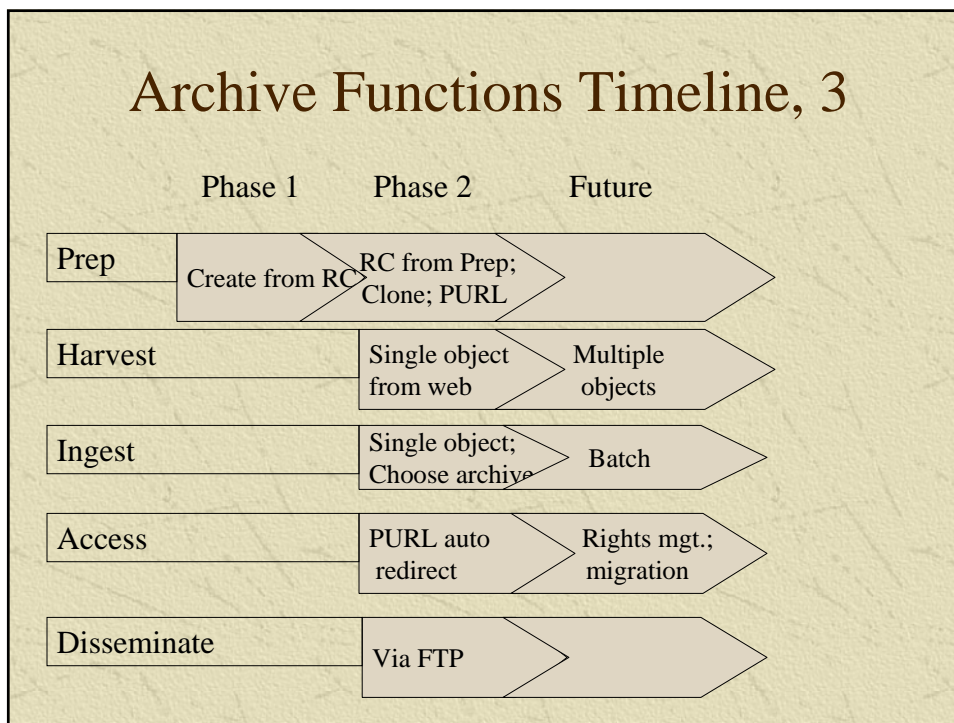 Archive Functions Timeline, 3
Phase 1 Phase 2 Future
Prep
Create from RC
RC from Prep;
Clone; PURL
Harvest
Single object
from web
Multiple
objects
Ingest
Single object;
Choose archive
Batch
Access
PURL auto
redirect
Rights mgt.;
migration
Disseminate
Via FTP